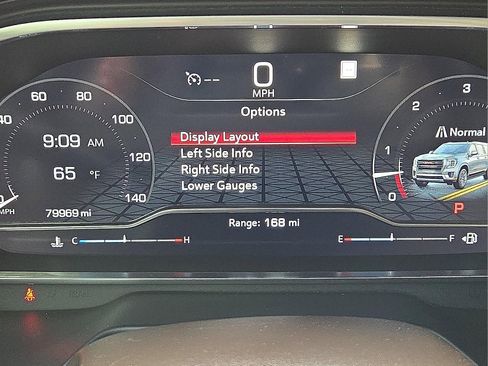 -- 0
MPH
Options
Display Layout
Left Side Info
Right Side Info
Lower Gauges
Range: 168 mi
40 60 80 100 120 140
9:09 AM
65 °F
MPH
79969 mi
C H
0 1 2 3
Normal
P
E F